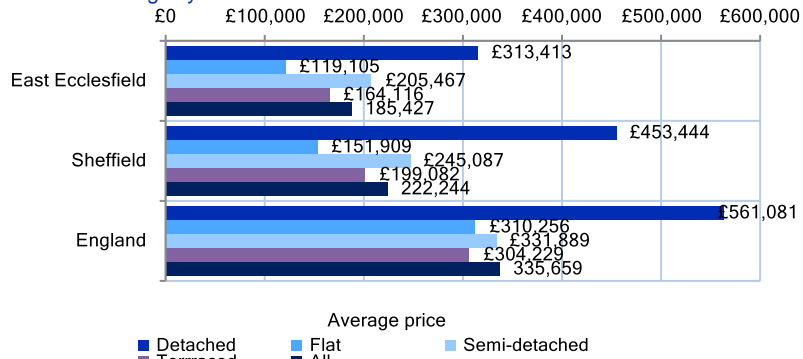 £0 £100,000 £200,000 £300,000 £400,000 £500,000 £600,000
East Ecclesfield
£313,413
£119,105
£205,467
£164,116
185,427
Sheffield
£453,444
£151,909
£245,087
£199,082
222,244
England
£561,081
£310,256
£331,889
£304,229
335,659
Average price
Detached Flat Semi-detached
All